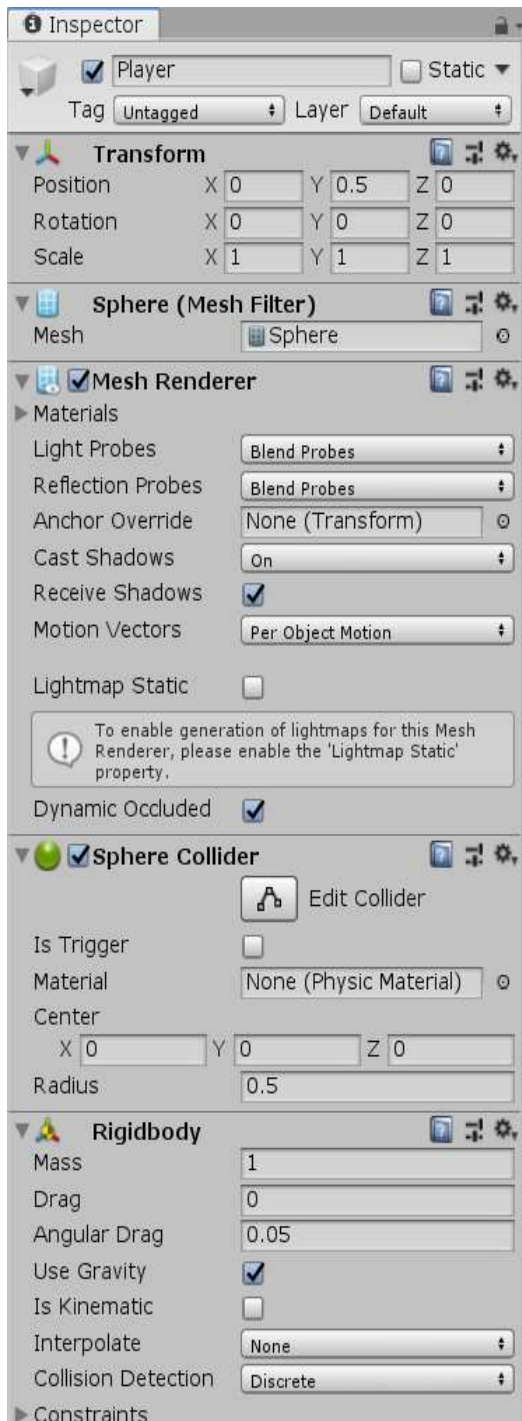 Inspector
Player Static
Tag Untagged Layer Default
Transform
Position X 0 Y 0.5 Z 0
Rotation X 0 Y 0 Z 0
Scale X 1 Y 1 Z 1
Sphere (Mesh Filter)
Mesh Sphere
Mesh Renderer
Materials
Light Probes Blend Probes
Reflection Probes Blend Probes
Anchor Override None (Transform)
Cast Shadows On
Receive Shadows
Motion Vectors Per Object Motion
Lightmap Static
To enable generation of lightmaps for this Mesh
Renderer, please enable the 'Lightmap Static'
property.
Dynamic Occluded
Sphere Collider
Edit Collider
Is Trigger
Material None (Physic Material)
Center
X 0 Y 0 Z 0
Radius 0.5
Rigidbody
Mass 1
Drag 0
Angular Drag 0.05
Use Gravity
Is Kinematic
Interpolate None
Collision Detection Discrete
Constraints